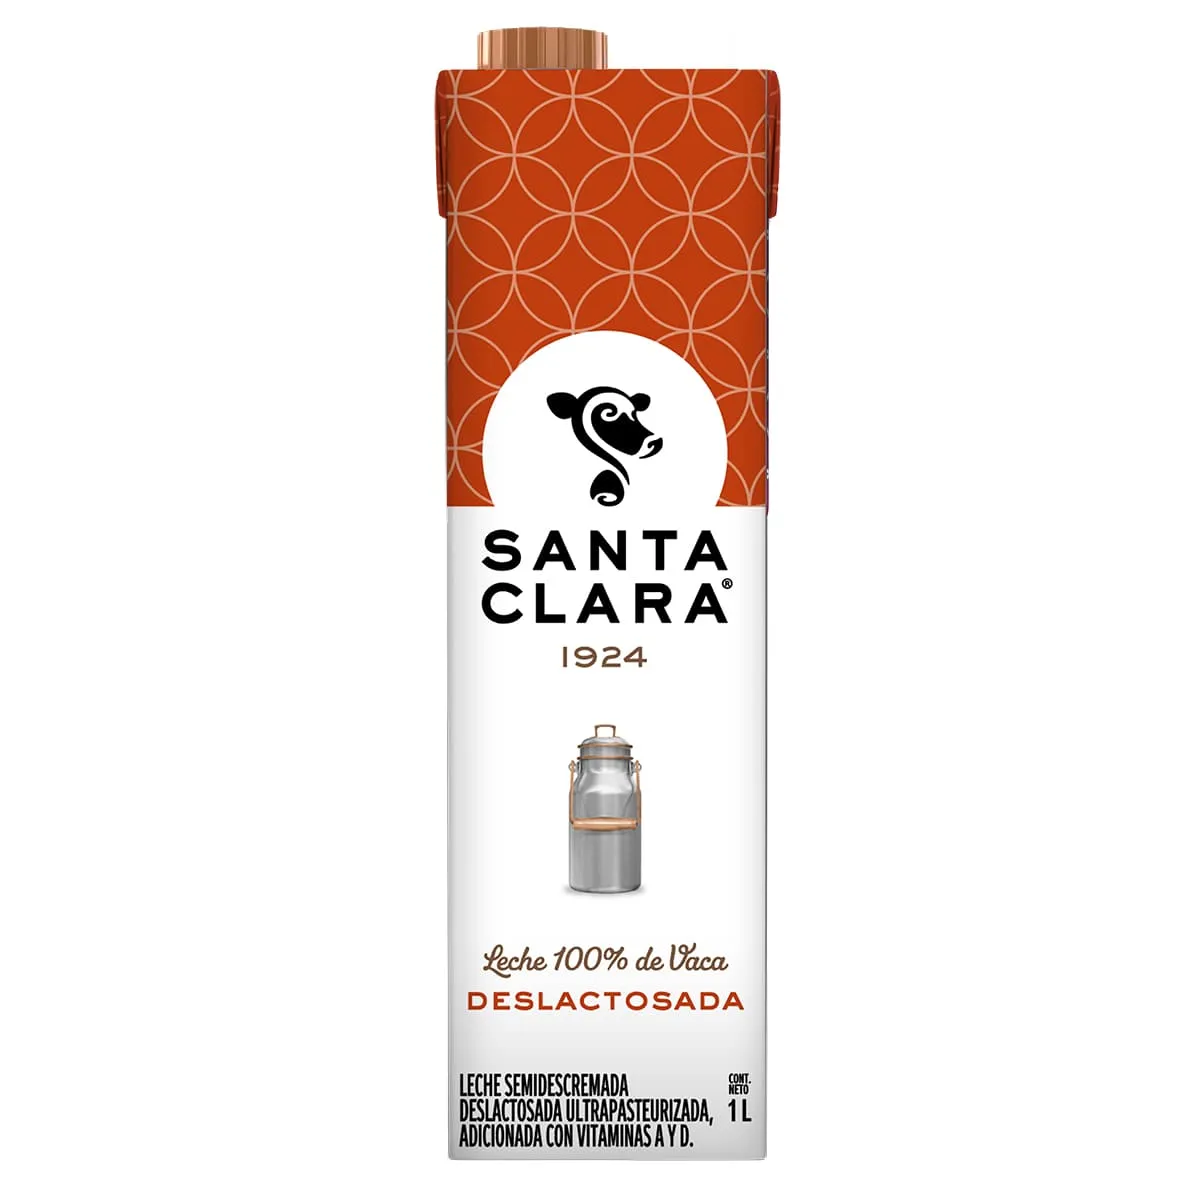 SANTA
CLARA®
1924
Leche 100% de Vaca
DESLACTOSADA
LECHE SEMIDESCREMADA
DESLACTOSADA ULTRAPASTEURIZADA,
ADICIONADA CON VITAMINAS A Y D.
CONT.
NETO
1 L